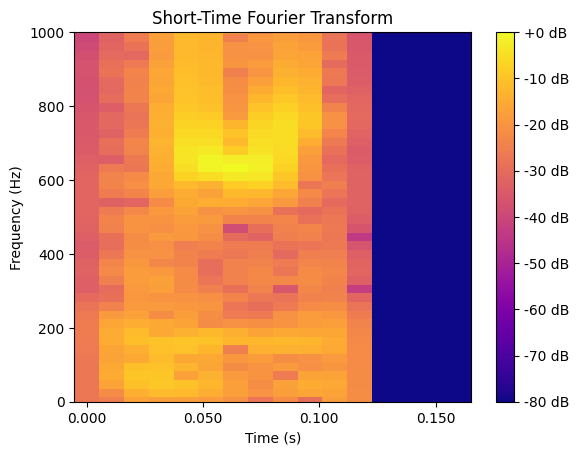 Short-Time Fourier Transform
1000
800
600
400
200
0
Frequency (Hz)
0.000
0.050
0.100
0.150
Time (s)
+0 dB
-10 dB
-20 dB
-30 dB
-40 dB
-50 dB
-60 dB
-70 dB
-80 dB